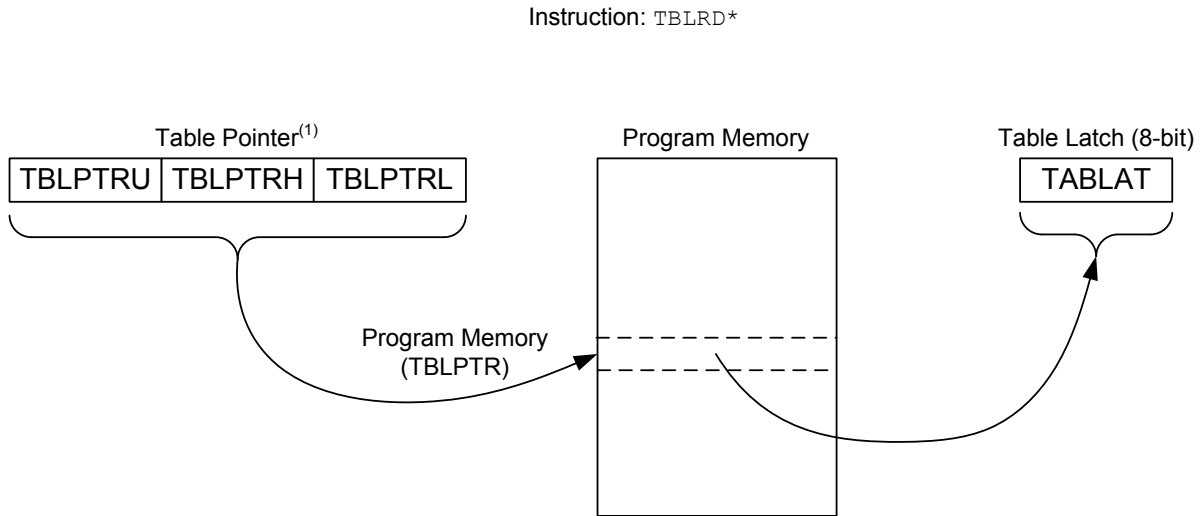 Instruction: TBLRD*
Table Pointer(1)
Program Memory
Table Latch (8-bit)
TBLPTRU TBLPTRH TBLPTRL
TABLAT
Program Memory
(TBLPTR)